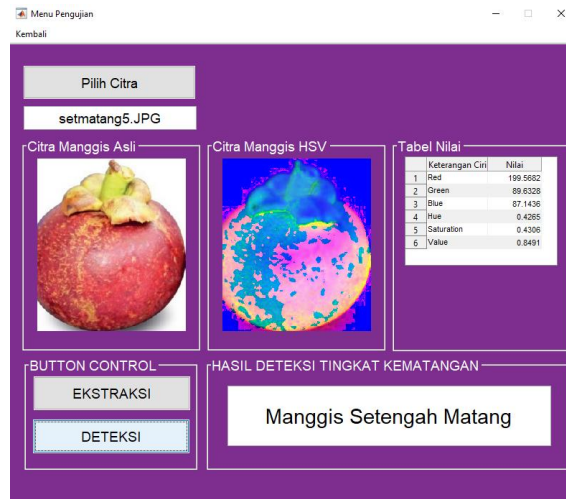 Menu Pengujian
Kembali
Pilih Citra
setmatang5.JPG
Citra Manggis Asli
Citra Manggis HSV
Tabel Nilai
Keterangan Ciri Nilai
1 Red 199.5682
2 Green 89.6328
3 Blue 87.1436
4 Hue 0.4265
5 Saturation 0.4306
6 Value 0.8491
BUTTON CONTROL
EKSTRAKSI
DETEKSI
HASIL DETEKSI TINGKAT KEMATANGAN
Manggis Setengah Matang